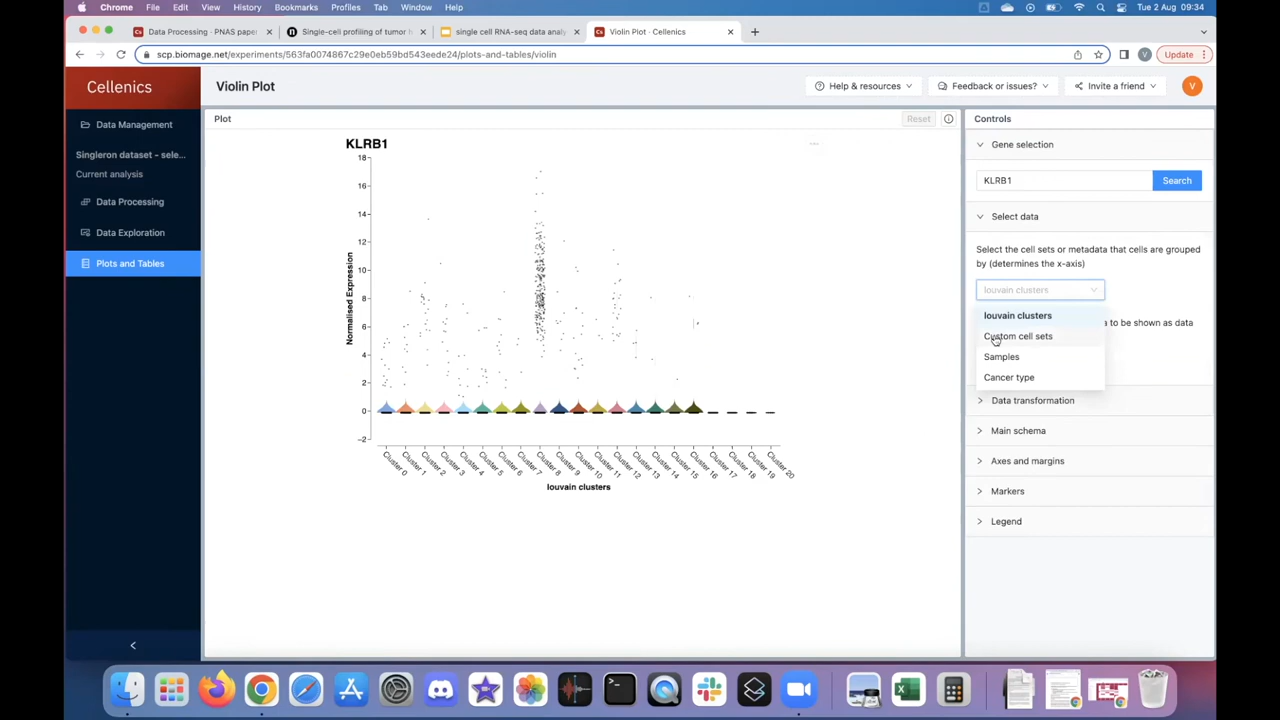 Chrome File Edit View History Bookmarks Profiles Tab Window Help Tue 2 Aug 09:34
Data Processing - PNAS paper
Single-cell profiling of tumor h
single cell RNA-seq data analy
Violin Plot - Cellenics
scp.biomage.net/experiments/563fa0074867c29e0eb59bd543eede24/plots-and-tables/violin
V
Update
Cellenics
Violin Plot
Help & resources
Feedback or issues?
Invite a friend
V
Data Management
Singleron dataset - sele...
Current analysis
Data Processing
Data Exploration
Plots and Tables
Plot
Reset
KLRB1
18
16
14
12
10
8
6
4
2
0
−2
Normalised Expression
Cluster 0
Cluster 1
Cluster 2
Cluster 3
Cluster 4
Cluster 5
Cluster 6
Cluster 7
Cluster 8
Cluster 9
Cluster 10
Cluster 11
Cluster 12
Cluster 13
Cluster 14
Cluster 15
Cluster 16
Cluster 17
Cluster 18
Cluster 19
Cluster 20
louvain clusters
Controls
Gene selection
KLRB1
Search
Select data
Select the cell sets or metadata that cells are grouped
by (determines the x-axis)
louvain clusters
louvain clusters
a to be shown as data
Custom cell sets
Samples
Cancer type
Data transformation
Main schema
Axes and margins
Markers
Legend